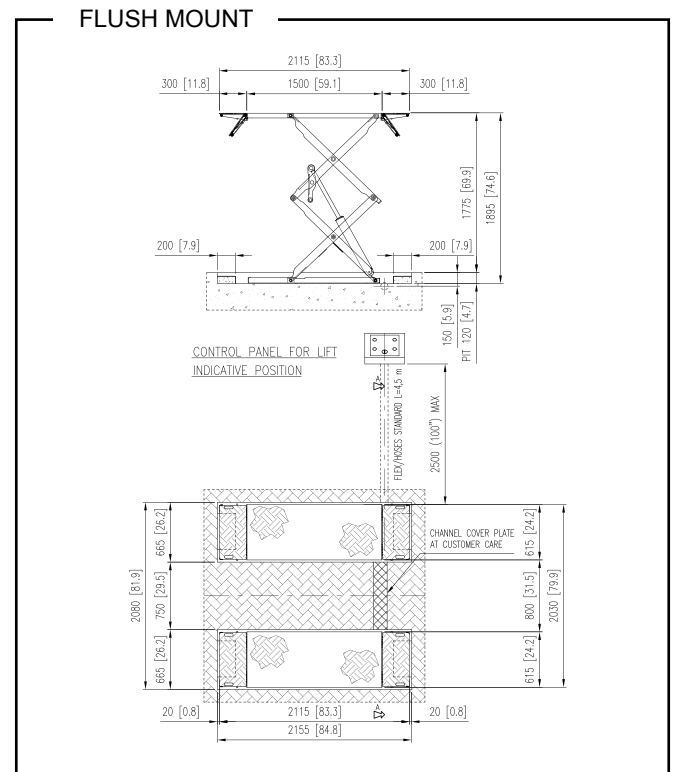 FLUSH MOUNT
2115 [83.3]
300 [11.8]
1500 [59.1]
300 [11.8]
1775 [69.9]
1895 [74.6]
200 [7.9]
200 [7.9]
150 [5.9]
PIT 120 [4.7]
CONTROL PANEL FOR LIFT
INDICATIVE POSITION
A
FLEX/HOSES STANDARD L=4,5 m
2500 (100") MAX
CHANNEL COVER PLATE
AT CUSTOMER CARE
2080 [81.9]
665 [26.2]
750 [29.5]
665 [26.2]
615 [24.2]
800 [31.5]
615 [24.2]
2030 [79.9]
20 [0.8]
2115 [83.3]
A
20 [0.8]
2155 [84.8]